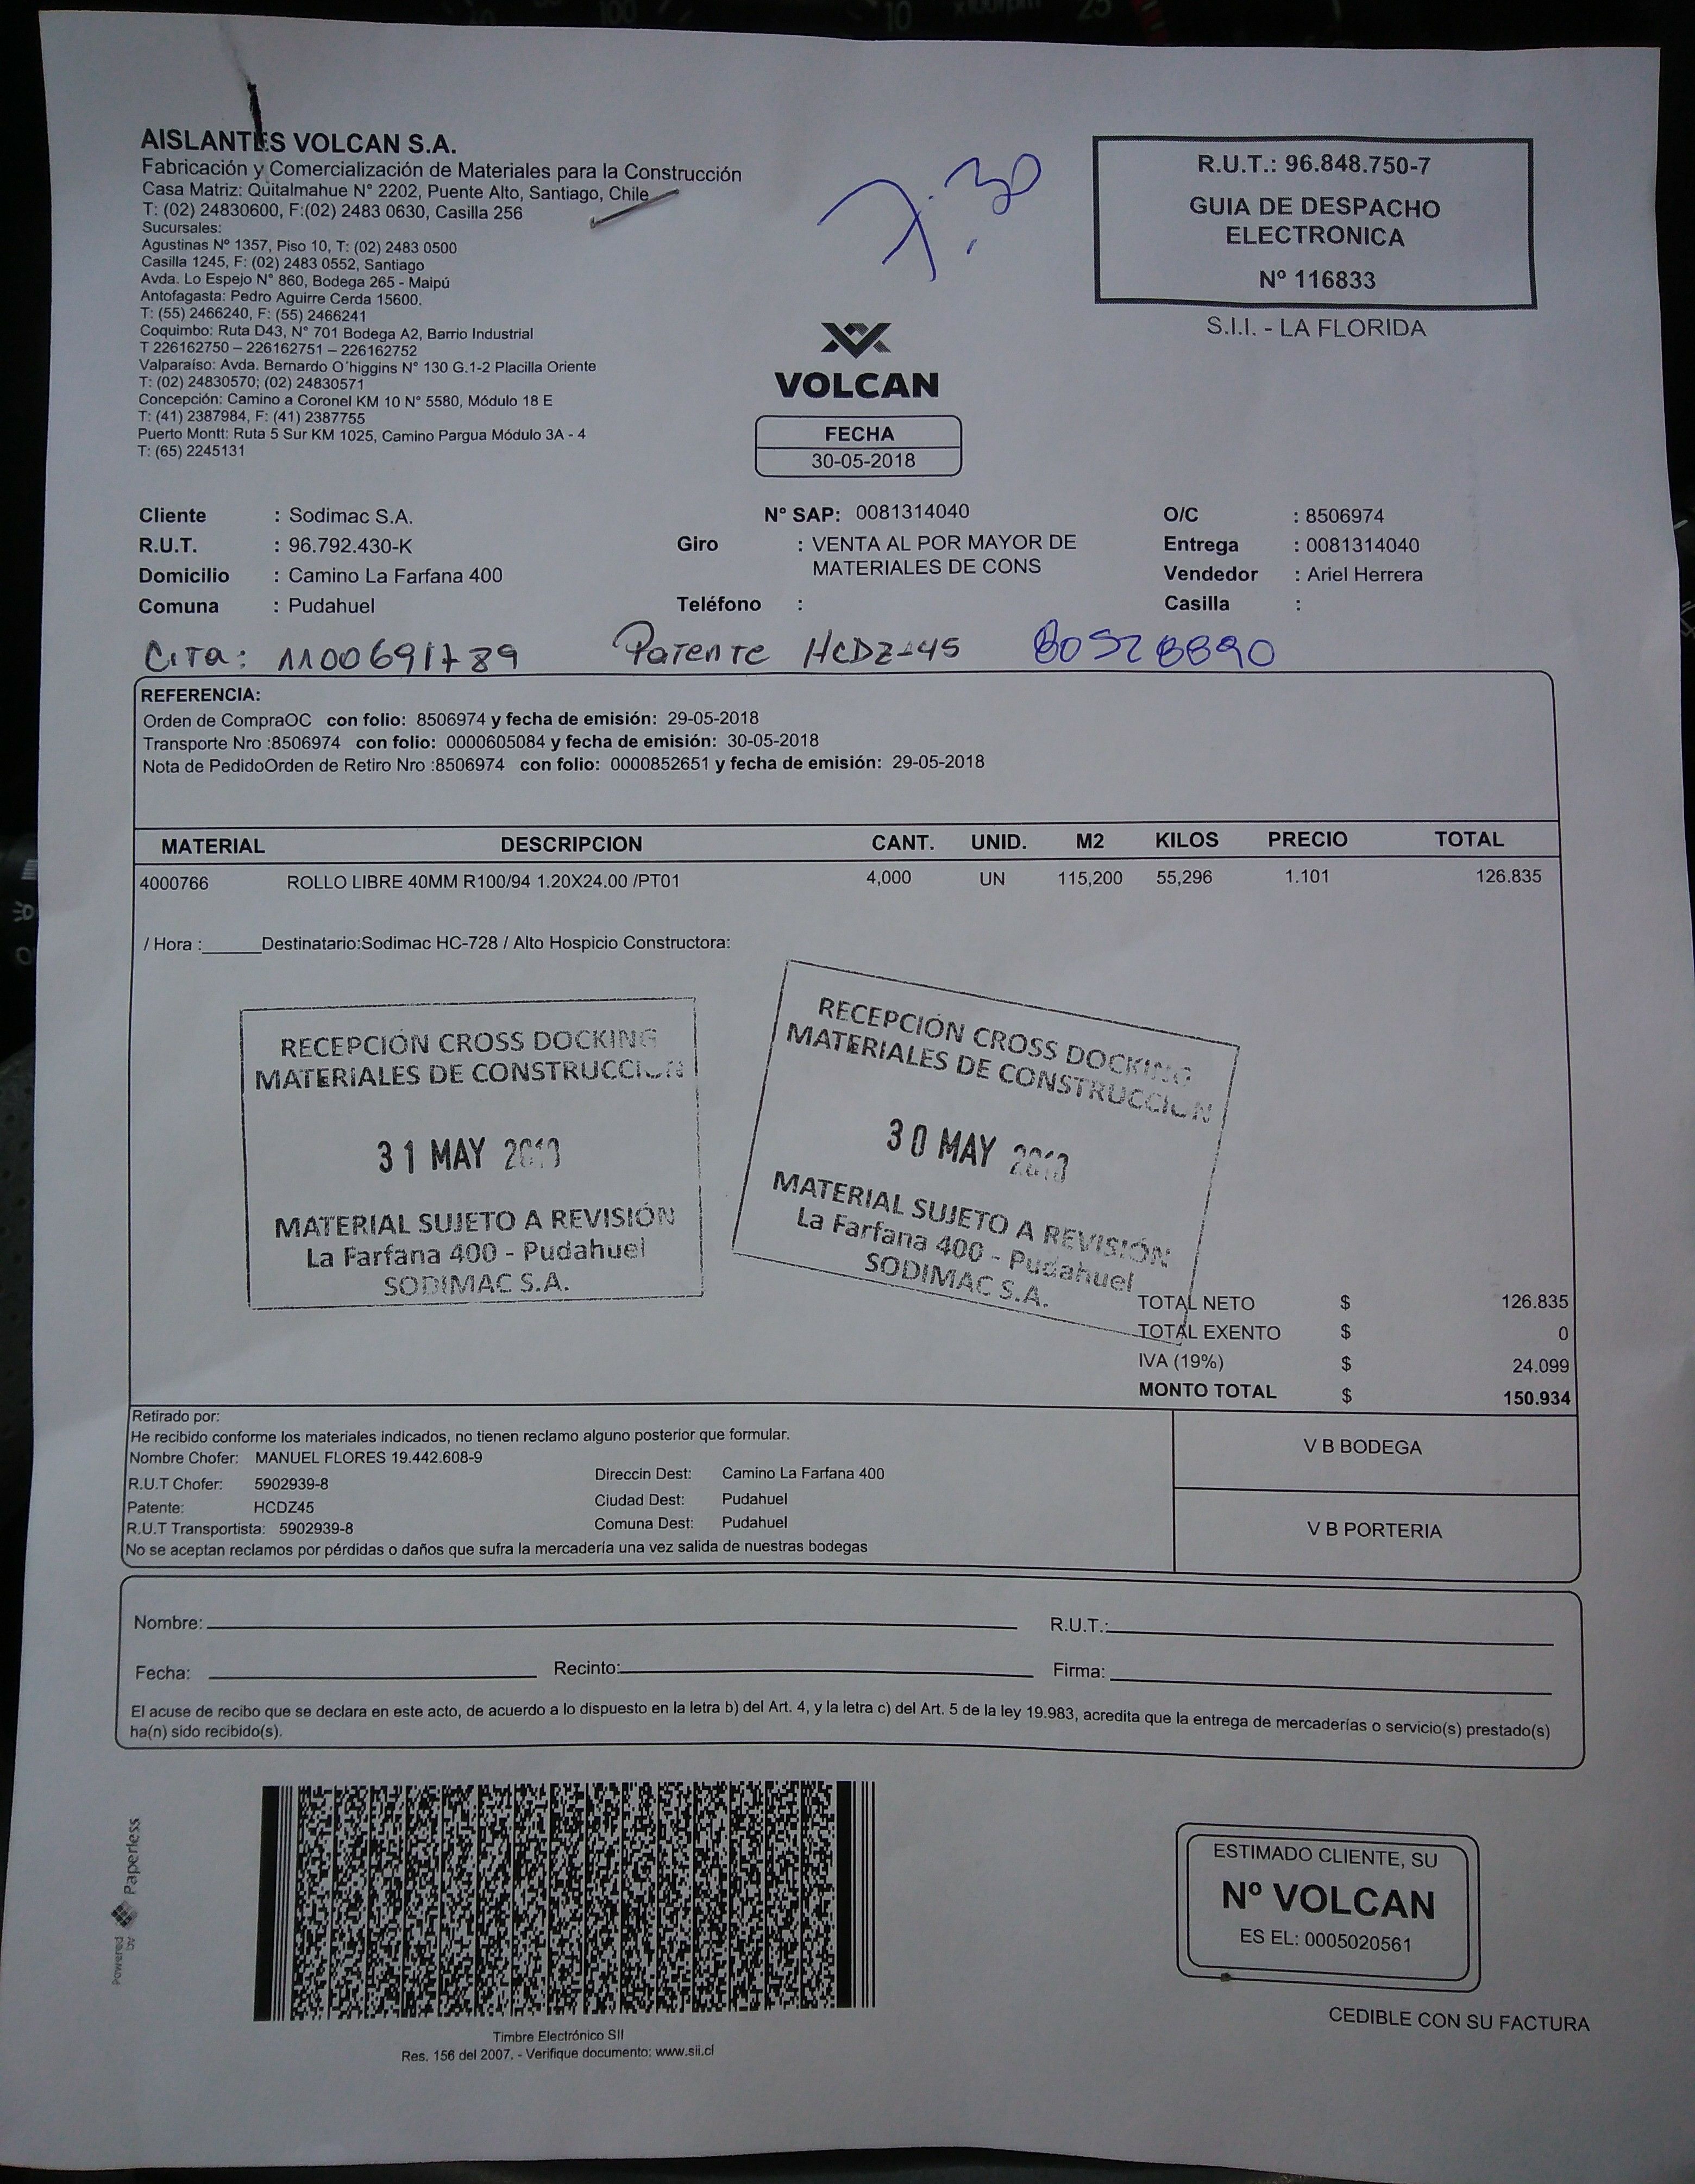 AISLANTES VOLCAN S.A.
Fabricación y Comercialización de Materiales para la Construcción
Casa Matriz: Quitalmahue N° 2202, Puente Alto, Santiago, Chile
T: (02) 24830600, F:(02) 2483 0630, Casilla 256
Sucursales:
Agustinas Nº 1357, Piso 10, T: (02) 2483 0500
Casilla 1245, F: (02) 2483 0552, Santiago
Avda. Lo Espejo N° 860, Bodega 265 - Maipú
Antofagasta: Pedro Aguirre Cerda 15600.
T: (55) 2466240, F: (55) 2466241
Coquimbo: Ruta D43, N° 701 Bodega A2, Barrio Industrial
T 226162750 – 226162751 – 226162752
Valparaíso: Avda. Bernardo O'higgins N° 130 G.1-2 Placilla Oriente
T: (02) 24830570; (02) 24830571
Concepción: Camino a Coronel KM 10 N° 5580, Módulo 18 E
T: (41) 2387984, F: (41) 2387755
Puerto Montt: Ruta 5 Sur KM 1025, Camino Pargua Módulo 3A - 4
T: (65) 2245131
7:30
VOLCAN
FECHA
30-05-2018
R.U.T.: 96.848.750-7
GUIA DE DESPACHO
ELECTRONICA
Nº 116833
S.I.I. - LA FLORIDA
Cliente : Sodimac S.A. N° SAP: 0081314040 O/C : 8506974
R.U.T. : 96.792.430-K Giro : VENTA AL POR MAYOR DE Entrega : 0081314040
Domicilio : Camino La Farfana 400 MATERIALES DE CONS Vendedor : Ariel Herrera
Comuna : Pudahuel Teléfono : Casilla :
Cita: 1100691789 Patente HCDZ-45 80528890
REFERENCIA:
Orden de CompraOC con folio: 8506974 y fecha de emisión: 29-05-2018
Transporte Nro :8506974 con folio: 0000605084 y fecha de emisión: 30-05-2018
Nota de PedidoOrden de Retiro Nro :8506974 con folio: 0000852651 y fecha de emisión: 29-05-2018
MATERIAL DESCRIPCION CANT. UNID. M2 KILOS PRECIO TOTAL
4000766 ROLLO LIBRE 40MM R100/94 1.20X24.00 /PT01 4,000 UN 115,200 55,296 1.101 126.835
/ Hora :______Destinatario:Sodimac HC-728 / Alto Hospicio Constructora:
RECEPCIÓN CROSS DOCKING
MATERIALES DE CONSTRUCCIÓN
31 MAY
MATERIAL SUJETO A REVISIÓN
La Farfana 400 - Pudahuel
SODIMAC S.A.
RECEPCIÓN CROSS DOCKING
MATERIALES DE CONSTRUCCIÓN
30 MAY
MATERIAL SUJETO A REVISIÓN
La Farfana 400 - Pudahuel
SODIMAC S.A.
TOTAL NETO $ 126.835
TOTAL EXENTO $ 0
IVA (19%) $ 24.099
MONTO TOTAL $ 150.934
Retirado por:
He recibido conforme los materiales indicados, no tienen reclamo alguno posterior que formular.
Nombre Chofer: MANUEL FLORES 19.442.608-9
R.U.T Chofer: 5902939-8 Direccin Dest: Camino La Farfana 400
Patente: HCDZ45 Ciudad Dest: Pudahuel
R.U.T Transportista: 5902939-8 Comuna Dest: Pudahuel
No se aceptan reclamos por pérdidas o daños que sufra la mercadería una vez salida de nuestras bodegas
V B BODEGA
V B PORTERIA
Nombre: R.U.T.:
Fecha: Recinto: Firma:
El acuse de recibo que se declara en este acto, de acuerdo a lo dispuesto en la letra b) del Art. 4, y la letra c) del Art. 5 de la ley 19.983, acredita que la entrega de mercaderías o servicio(s) prestado(s)
ha(n) sido recibido(s).
Powered by Paperless
Timbre Electrónico SII
Res. 156 del 2007. - Verifique documento: www.sii.cl
ESTIMADO CLIENTE, SU
Nº VOLCAN
ES EL: 0005020561
CEDIBLE CON SU FACTURA